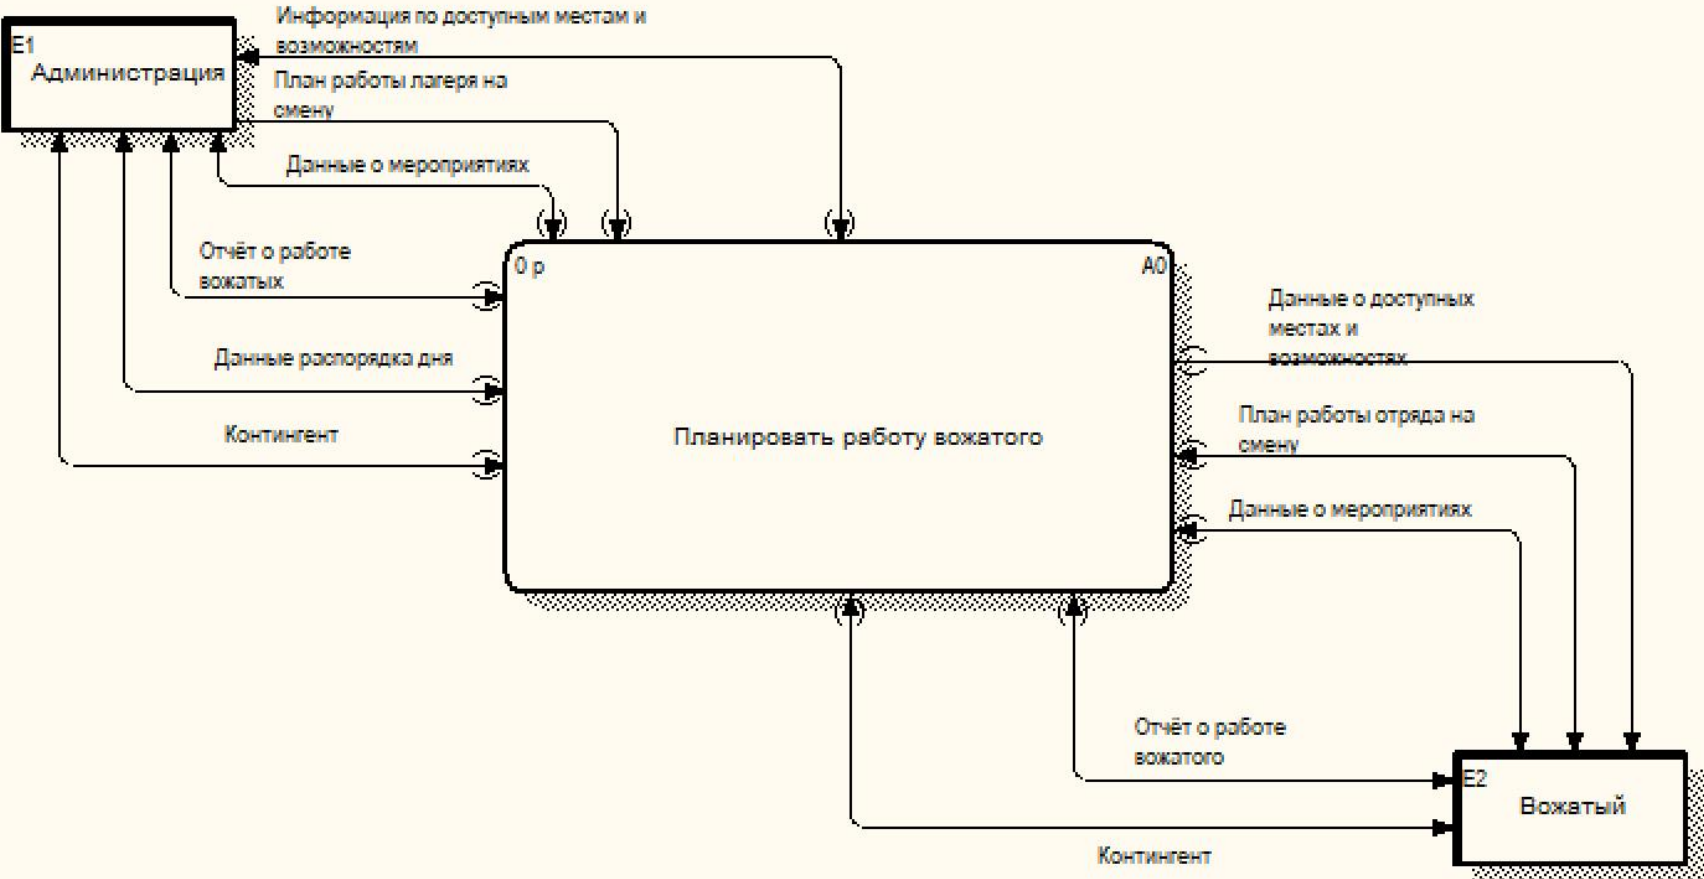 Информация по доступным местам и
возможностям
E1
Администрация
План работы лагеря на
смену
Данные о мероприятиях
Отчёт о работе
вожатых
Данные распорядка дня
Контингент
0 р
A0
Планировать работу вожатого
Данные о доступных
местах и
возможностях
План работы отряда на
смену
Данные о мероприятиях
Отчёт о работе
вожатого
E2
Вожатый
Контингент